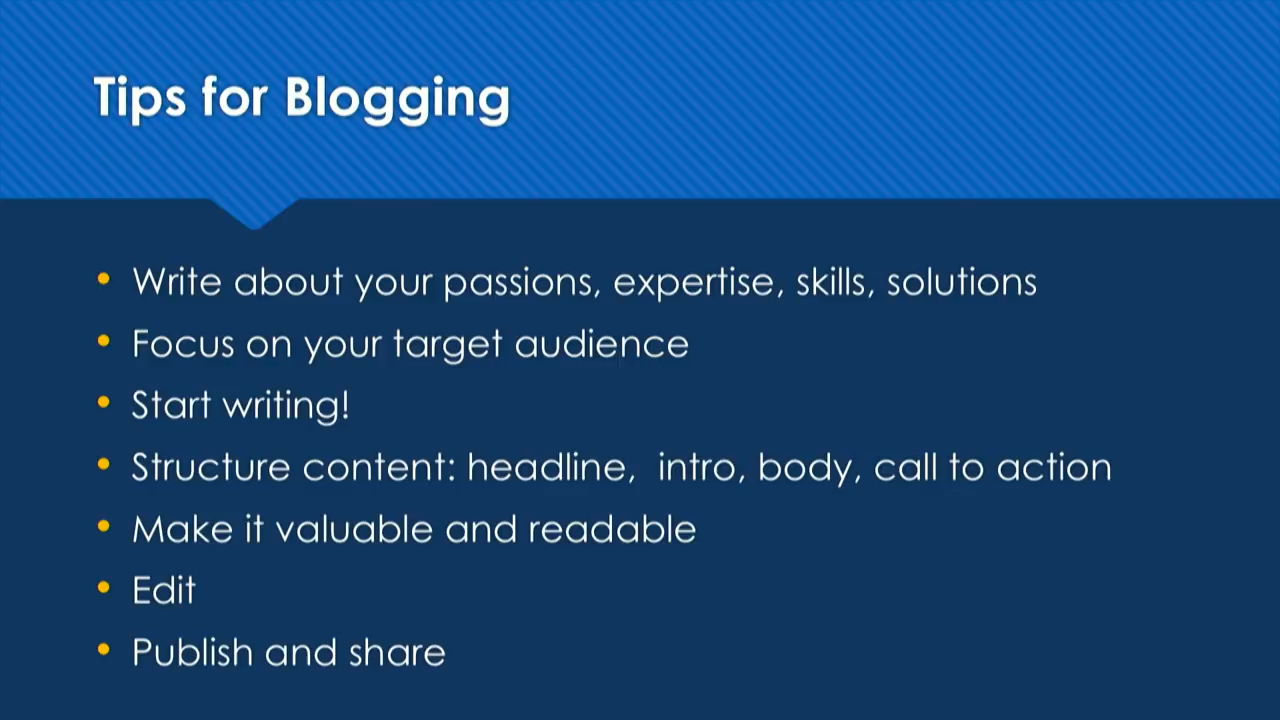 Tips for Blogging
• Write about your passions, expertise, skills, solutions
• Focus on your target audience
• Start writing!
• Structure content: headline,  intro, body, call to action
• Make it valuable and readable
• Edit
• Publish and share